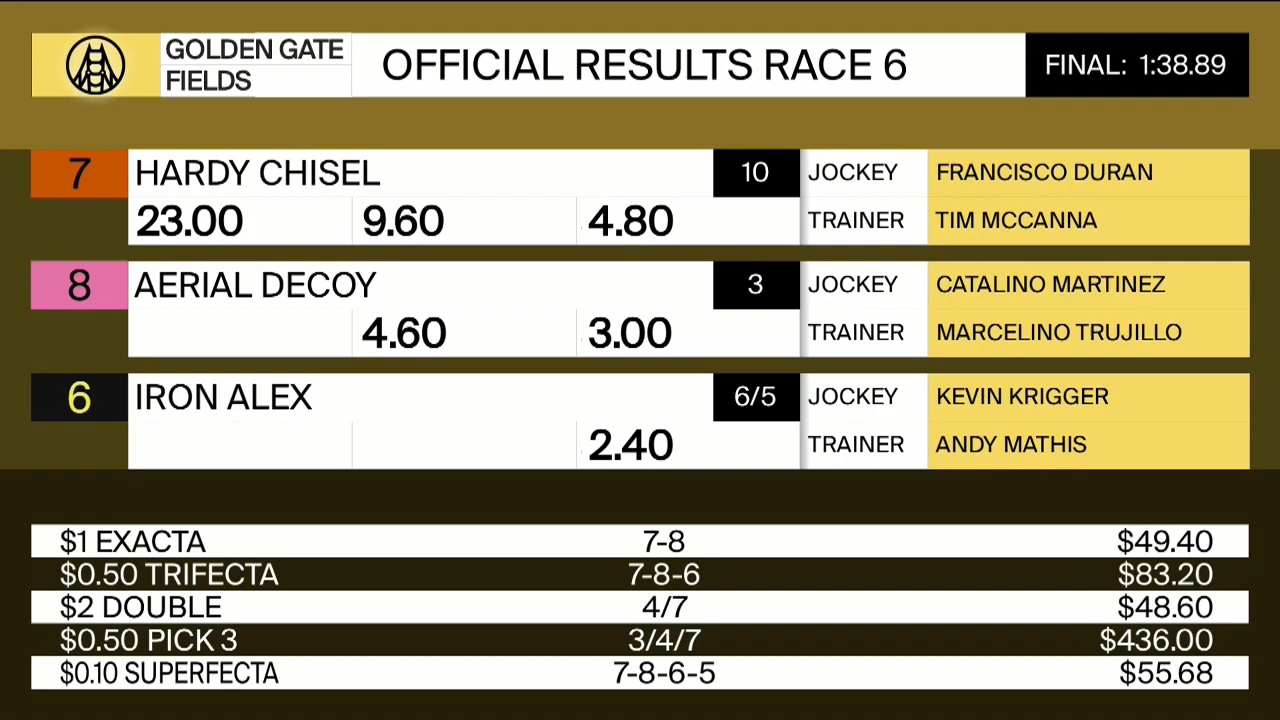 GOLDEN GATE
FIELDS
OFFICIAL RESULTS RACE 6
FINAL: 1:38.89
7 HARDY CHISEL 10 JOCKEY FRANCISCO DURAN
23.00 9.60 4.80 TRAINER TIM MCCANNA
8 AERIAL DECOY 3 JOCKEY CATALINO MARTINEZ
4.60 3.00 TRAINER MARCELINO TRUJILLO
6 IRON ALEX 6/5 JOCKEY KEVIN KRIGGER
2.40 TRAINER ANDY MATHIS
$1 EXACTA 7-8 $49.40
$0.50 TRIFECTA 7-8-6 $83.20
$2 DOUBLE 4/7 $48.60
$0.50 PICK 3 3/4/7 $436.00
$0.10 SUPERFECTA 7-8-6-5 $55.68